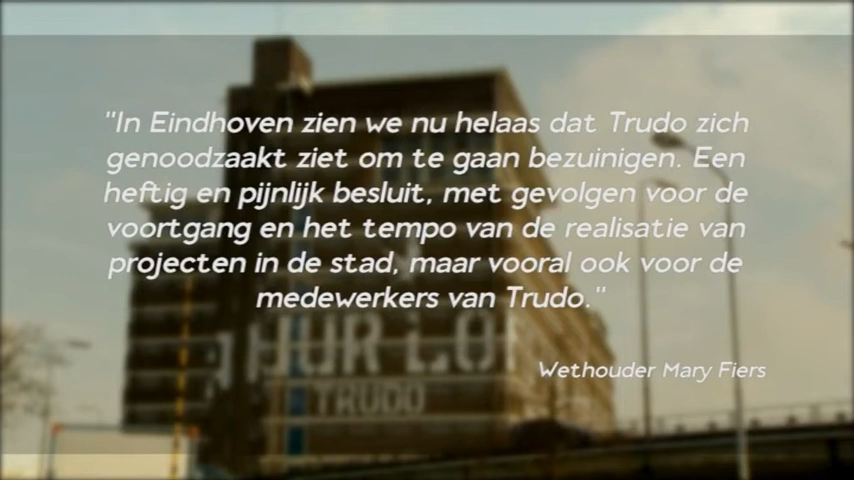 "In Eindhoven zien we nu helaas dat Trudo zich
genoodzaakt ziet om te gaan bezuinigen. Een
heftig en pijnlijk besluit, met gevolgen voor de
voortgang en het tempo van de realisatie van
projecten in de stad, maar vooral ook voor de
medewerkers van Trudo."
Wethouder Mary Fiers
TRUDO